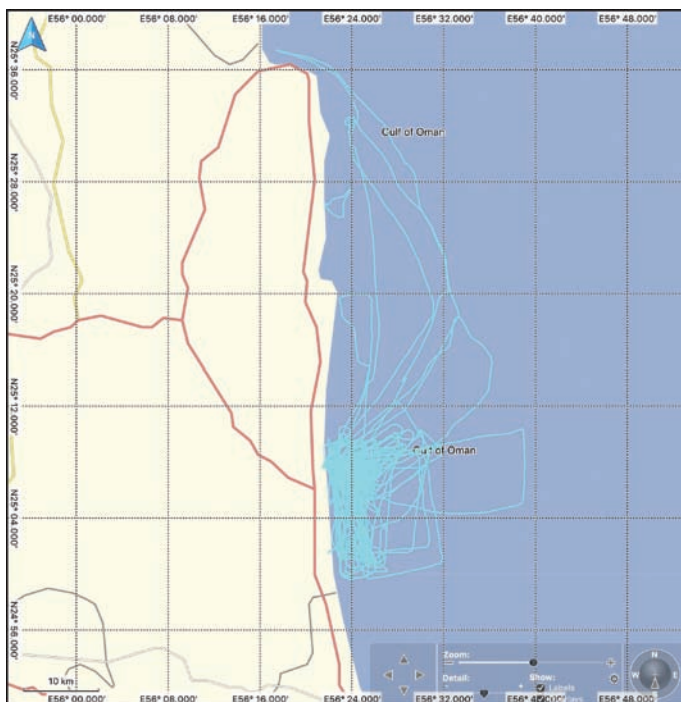 E56° 00.000' E56° 08.000' E56° 16.000' E56° 24.000' E56° 32.000' E56° 40.000' E56° 48.000'
N
N25° 36.000'
Gulf of Oman
N25° 28.000'
N25° 20.000'
N25° 12.000'
Gulf of Oman
N25° 04.000'
N24° 56.000'
Zoom:
N
W E
Detail: Show:
Labels
10 km
E56° 00.000' E56° 08.000' E56° 16.000' E56° 24.000' E56° 32.000' E56° 40.000' E56° 48.000'